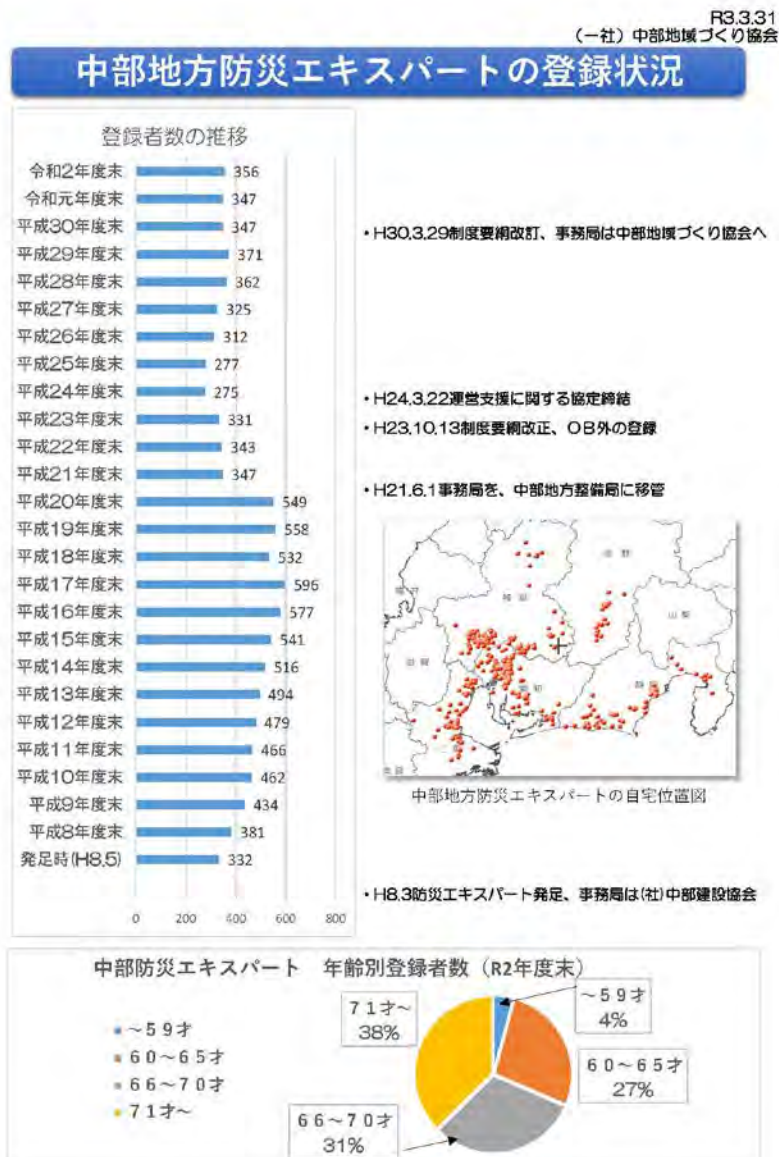 R3.3.31
（一社）中部地域づくり協会
中部地方防災エキスパートの登録状況
登録者数の推移
令和2年度末 356
令和元年度末 347
平成30年度末 347
平成29年度末 371
平成28年度末 362
平成27年度末 325
平成26年度末 312
平成25年度末 277
平成24年度末 275
平成23年度末 331
平成22年度末 343
平成21年度末 347
平成20年度末 549
平成19年度末 558
平成18年度末 532
平成17年度末 596
平成16年度末 577
平成15年度末 541
平成14年度末 516
平成13年度末 494
平成12年度末 479
平成11年度末 466
平成10年度末 462
平成9年度末 434
平成8年度末 381
発足時(H8.5) 332
0 200 400 600 800
・H30.3.29制度要綱改訂、事務局は中部地域づくり協会へ
・H24.3.22運営支援に関する協定締結
・H23.10.13制度要綱改正、OB外の登録
・H21.6.1事務局を、中部地方整備局に移管
長野
岐阜
山梨
滋賀
愛知
静岡
中部地方防災エキスパートの自宅位置図
・H8.3防災エキスパート発足、事務局は(社)中部建設協会
中部防災エキスパート　年齢別登録者数（R2年度末）
～５９才
６０～６５才
６６～７０才
７１才～
７１才～
38%
～５９才
4%
６０～６５才
27%
６６～７０才
31%